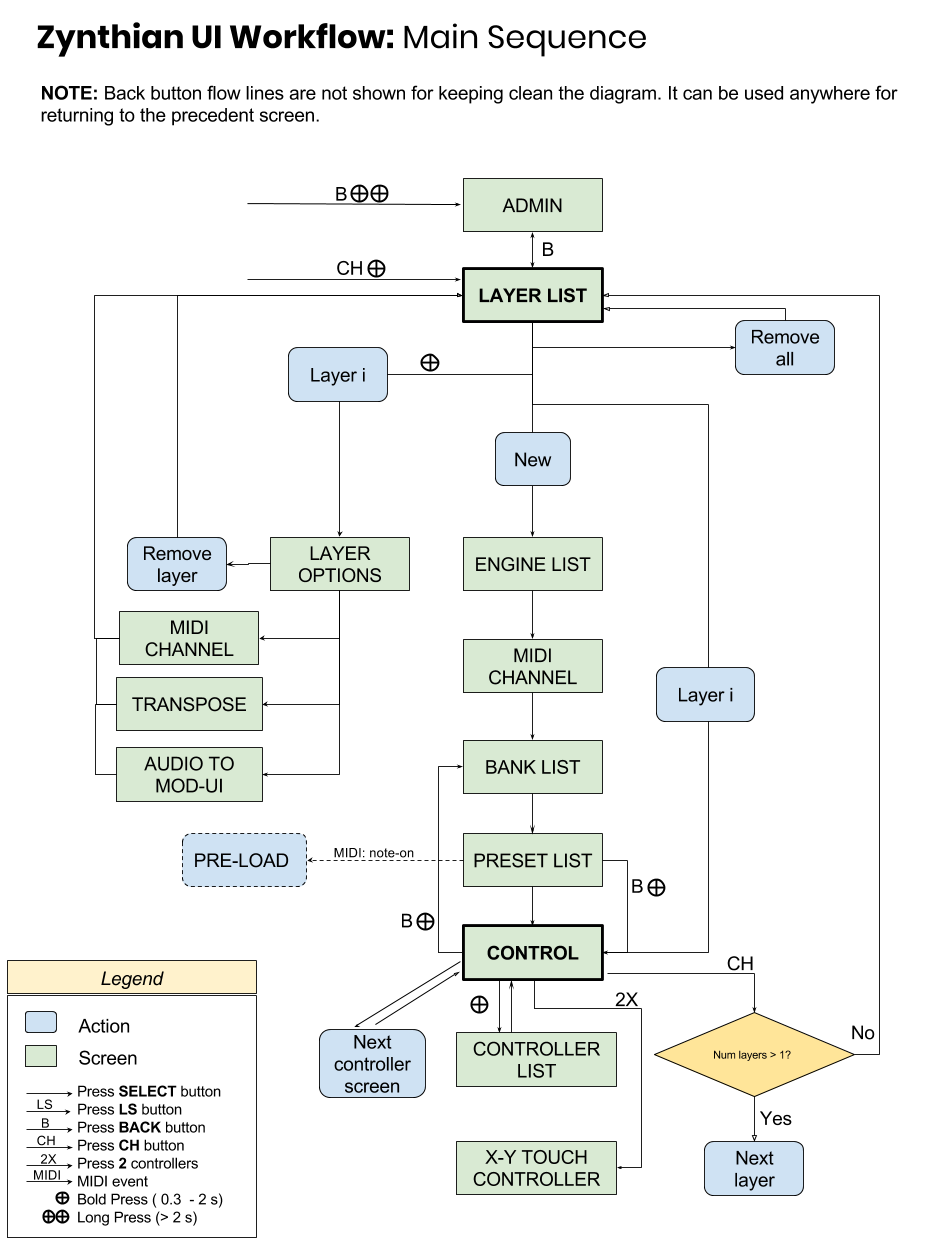 Zynthian UI Workflow: Main Sequence
NOTE: Back button flow lines are not shown for keeping clean the diagram. It can be used anywhere for
returning to the precedent screen.
B ⊕⊕
ADMIN
B
CH ⊕
LAYER LIST
Remove
all
⊕
Layer i
New
Remove
layer
LAYER
OPTIONS
ENGINE LIST
MIDI
CHANNEL
MIDI
CHANNEL
Layer i
TRANSPOSE
AUDIO TO
MOD-UI
BANK LIST
PRE-LOAD
MIDI: note-on
PRESET LIST
B ⊕
B ⊕
CONTROL
CH
⊕
2X
Next
controller
screen
CONTROLLER
LIST
Num layers > 1?
No
Yes
X-Y TOUCH
CONTROLLER
Next
layer
Legend
Action
Screen
Press SELECT button
LS Press LS button
B Press BACK button
CH Press CH button
2X Press 2 controllers
MIDI MIDI event
⊕ Bold Press ( 0.3 - 2 s)
⊕⊕ Long Press (> 2 s)